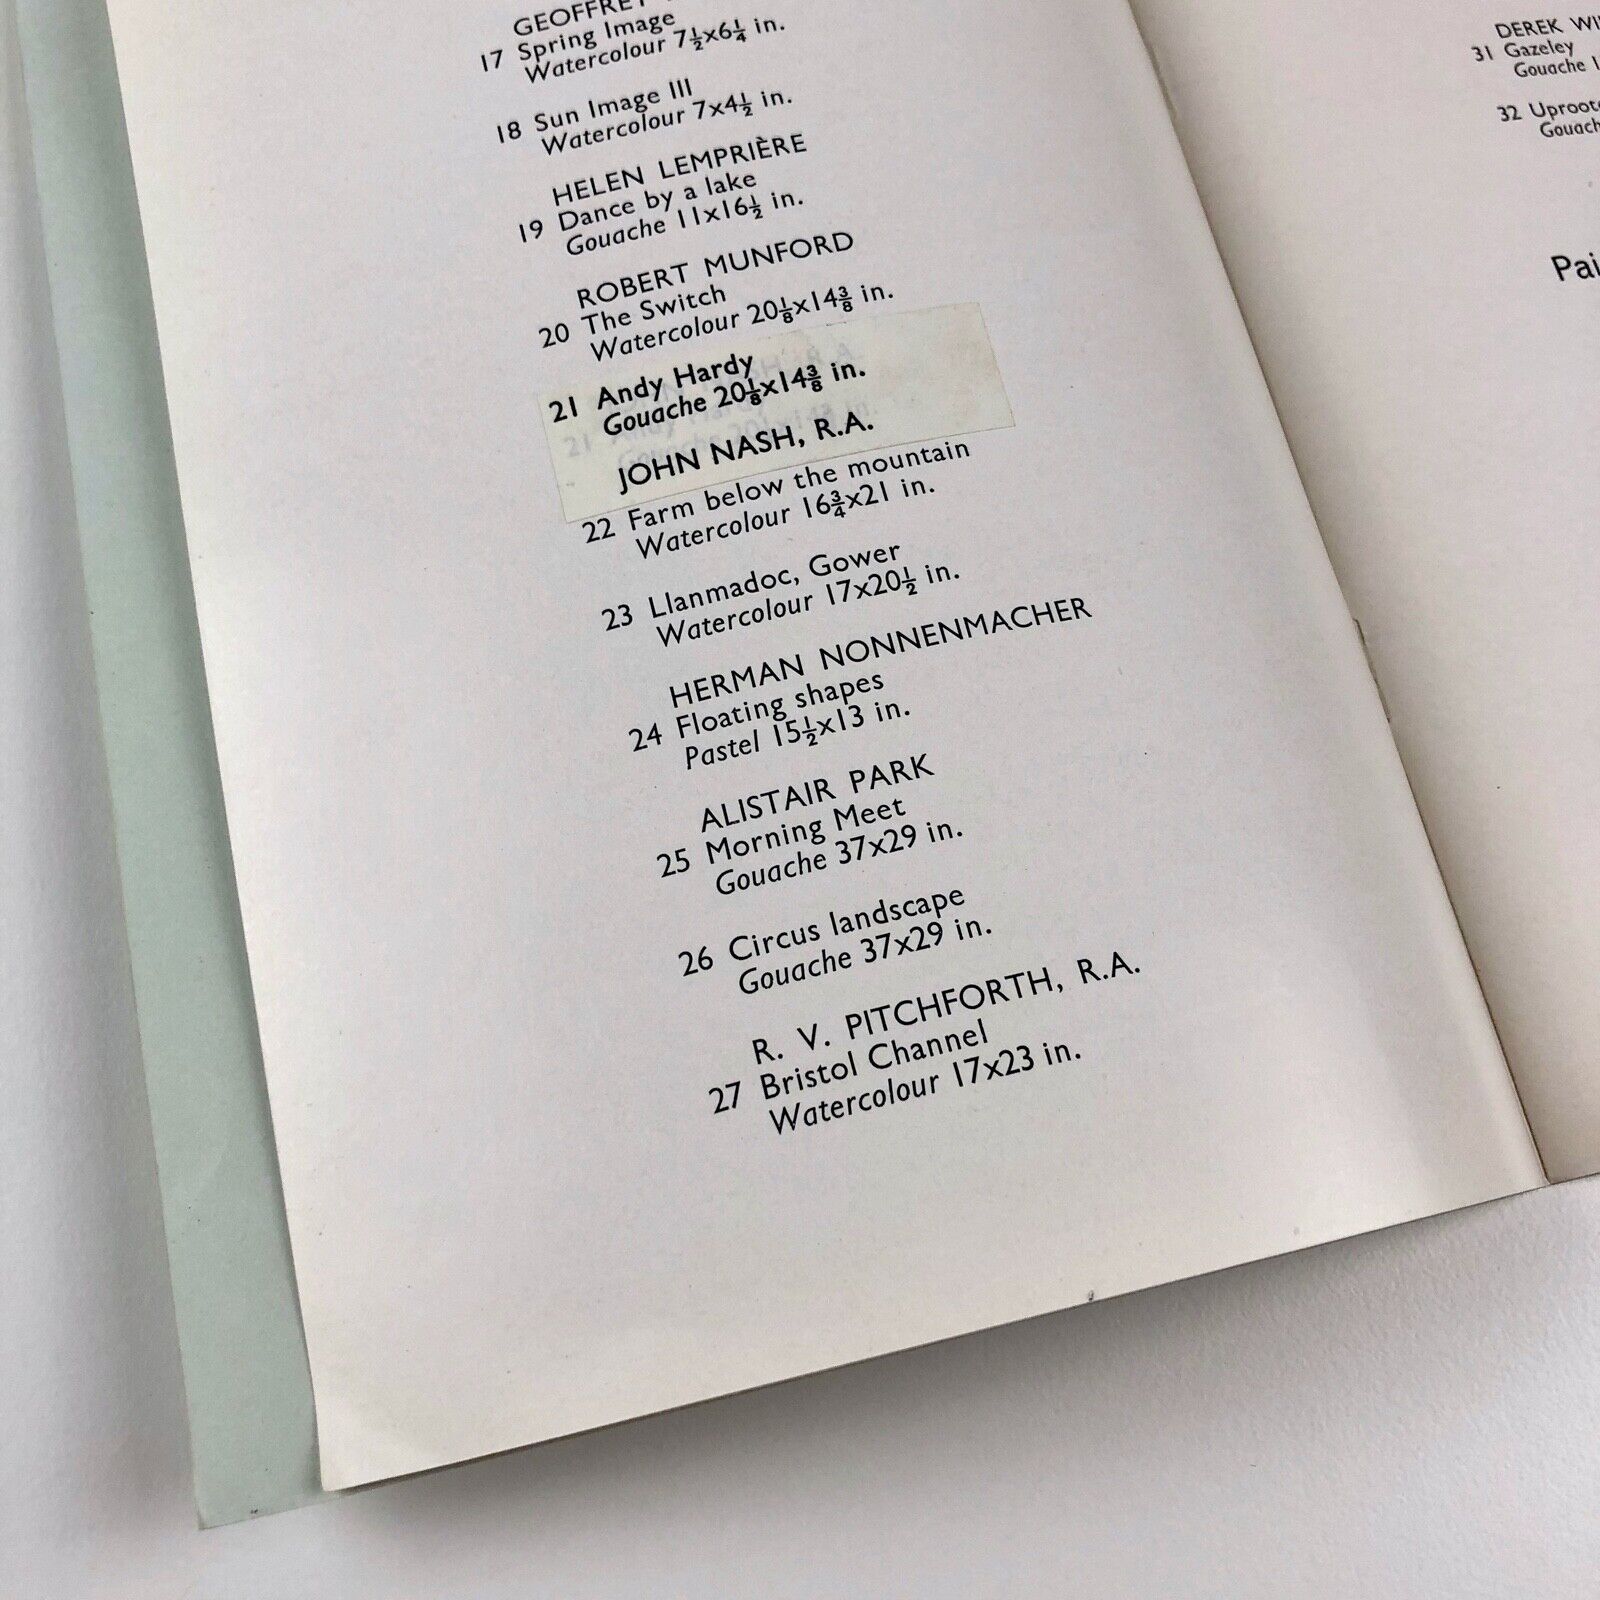 GEOFFREY
17 Spring Image
Watercolour 7½x6¼ in.
18 Sun Image III
Watercolour 7x4½ in.
HELEN LEMPRIÈRE
19 Dance by a lake
Gouache 11x16½ in.
ROBERT MUNFORD
20 The Switch
Watercolour 20⅛x14⅜ in.
21 Andy Hardy
Gouache 20⅛x14⅜ in.
JOHN NASH, R.A.
22 Farm below the mountain
Watercolour 16¾x21 in.
23 Llanmadoc, Gower
Watercolour 17x20½ in.
HERMAN NONNENMACHER
24 Floating shapes
Pastel 15½x13 in.
ALISTAIR PARK
25 Morning Meet
Gouache 37x29 in.
26 Circus landscape
Gouache 37x29 in.
R. V. PITCHFORTH, R.A.
27 Bristol Channel
Watercolour 17x23 in.
DEREK
31 Gazeley
Gouache
32
Gouache